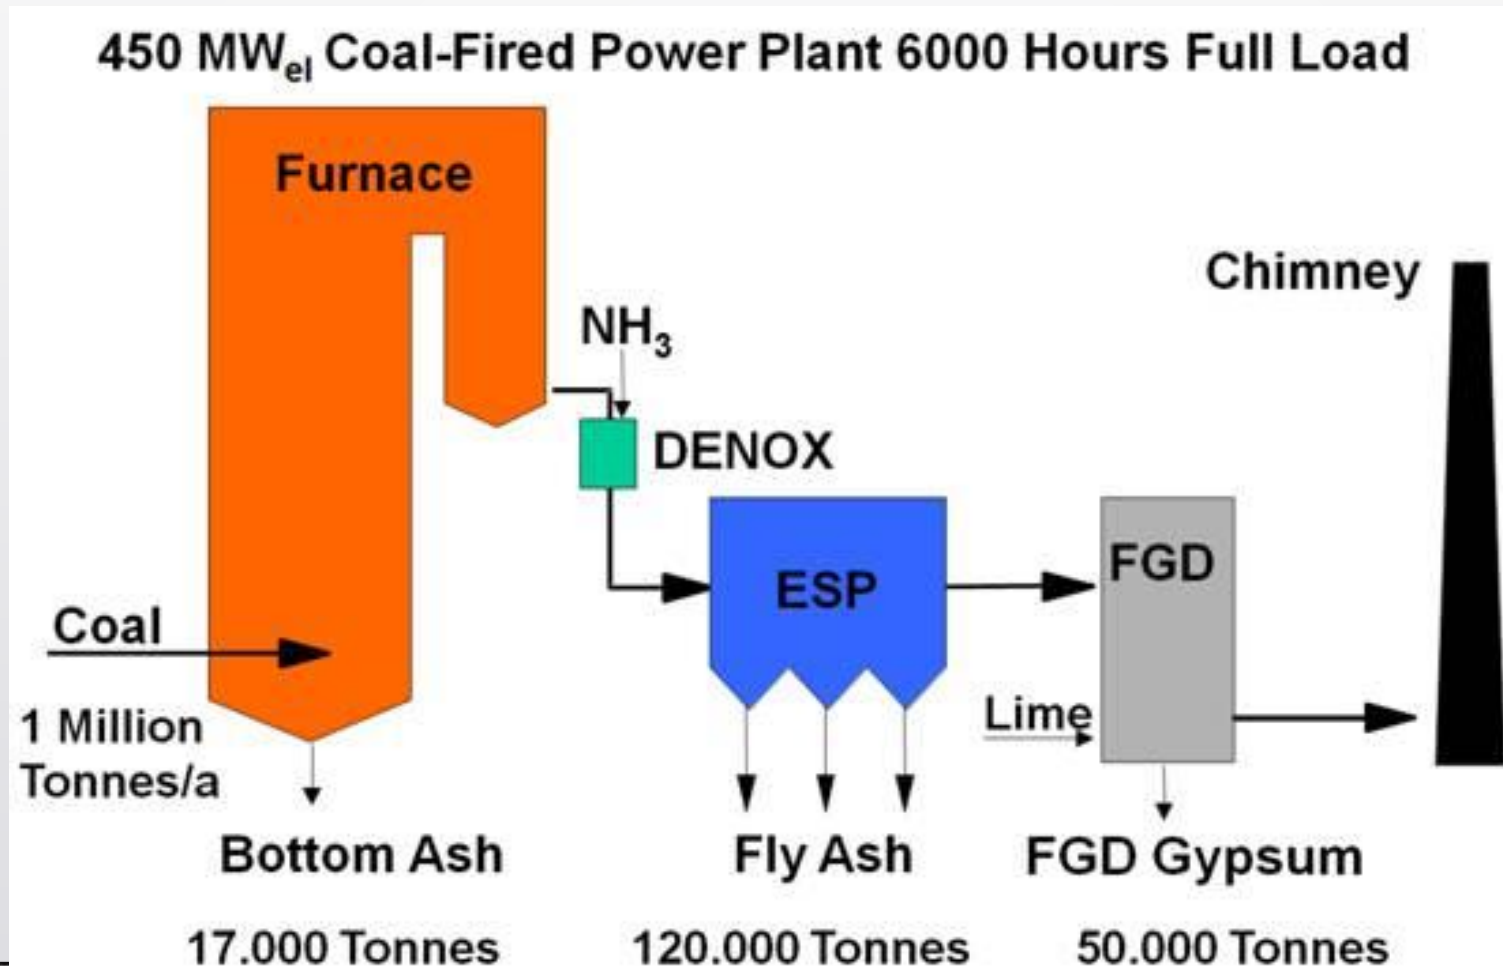 450 MWel Coal-Fired Power Plant 6000 Hours Full Load
Furnace
Chimney
NH3
DENOX
ESP
FGD
Coal
Lime
1 Million
Tonnes/a
Bottom Ash
Fly Ash
FGD Gypsum
17.000 Tonnes
120.000 Tonnes
50.000 Tonnes